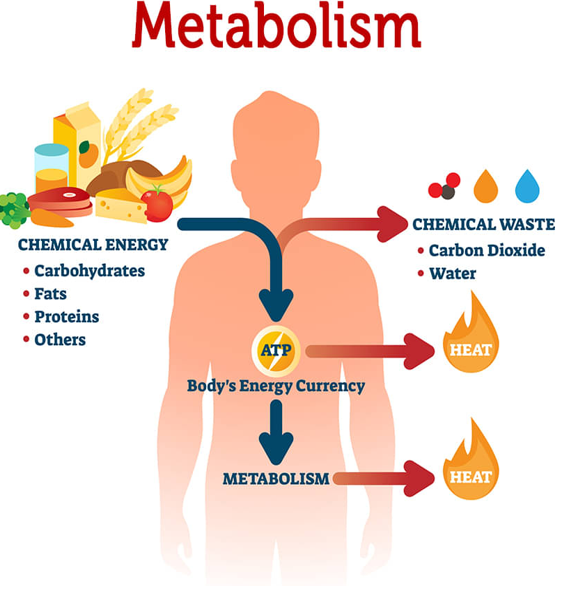 Metabolism
CHEMICAL ENERGY
• Carbohydrates
• Fats
• Proteins
• Others
CHEMICAL WASTE
• Carbon Dioxide
• Water
ATP
HEAT
Body's Energy Currency
METABOLISM
HEAT